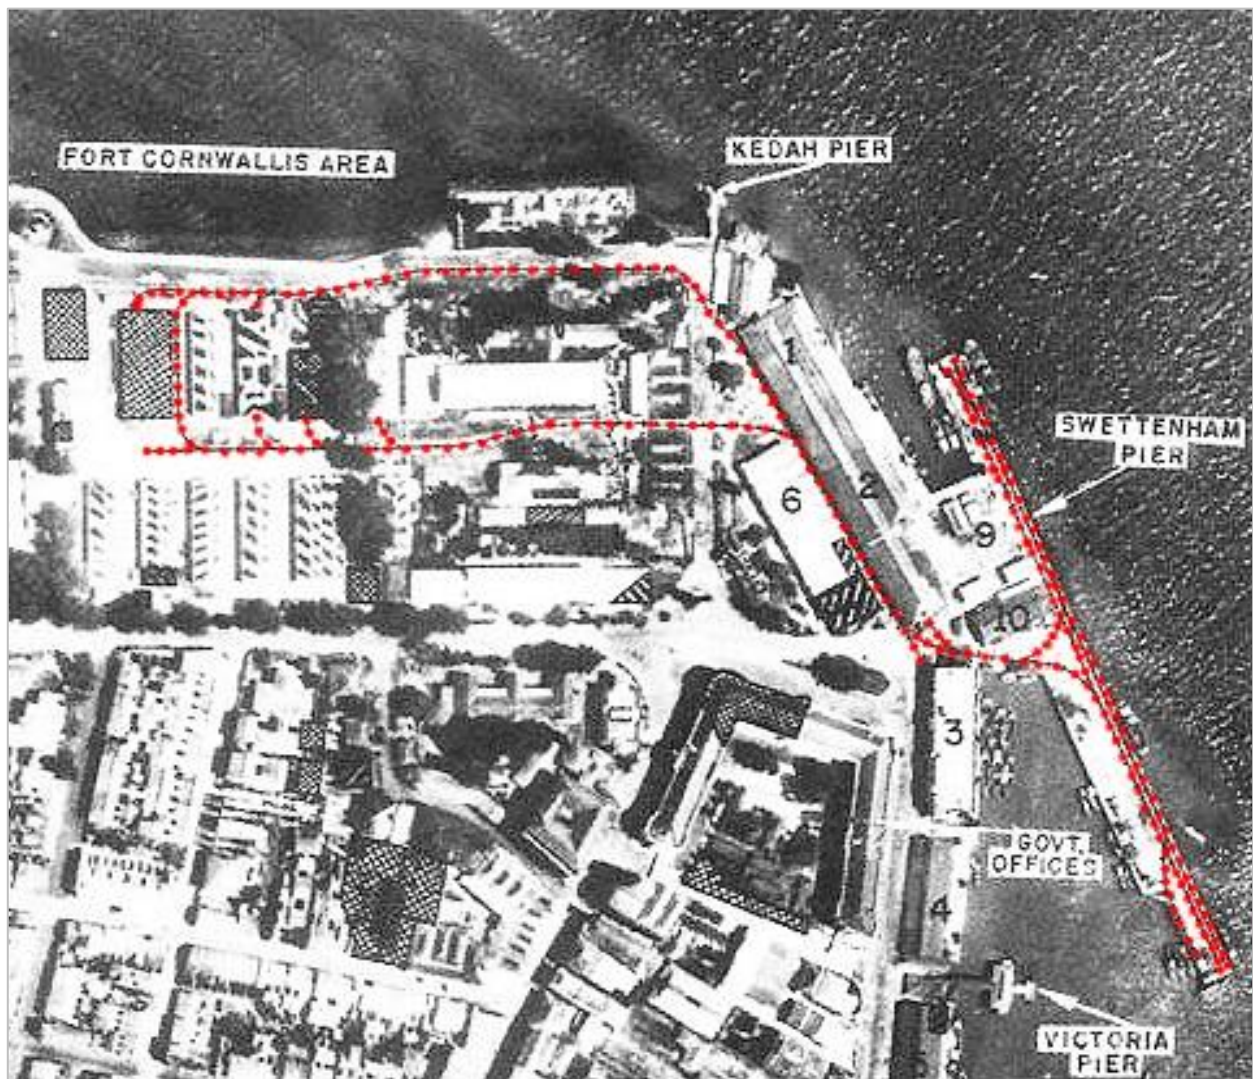 FORT CORNWALLIS AREA
KEDAH PIER
1
SWETTENHAM
PIER
2
6
9
10
3
GOVT.
OFFICES
4
VICTORIA
PIER